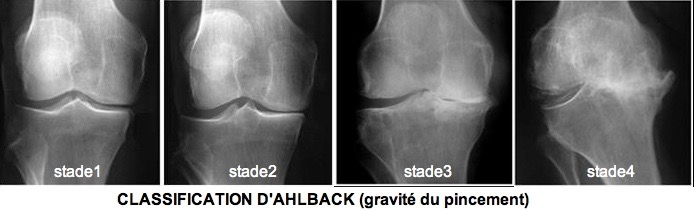 stade1 stade2 stade3 stade4
CLASSIFICATION D'AHLBACK (gravité du pincement)